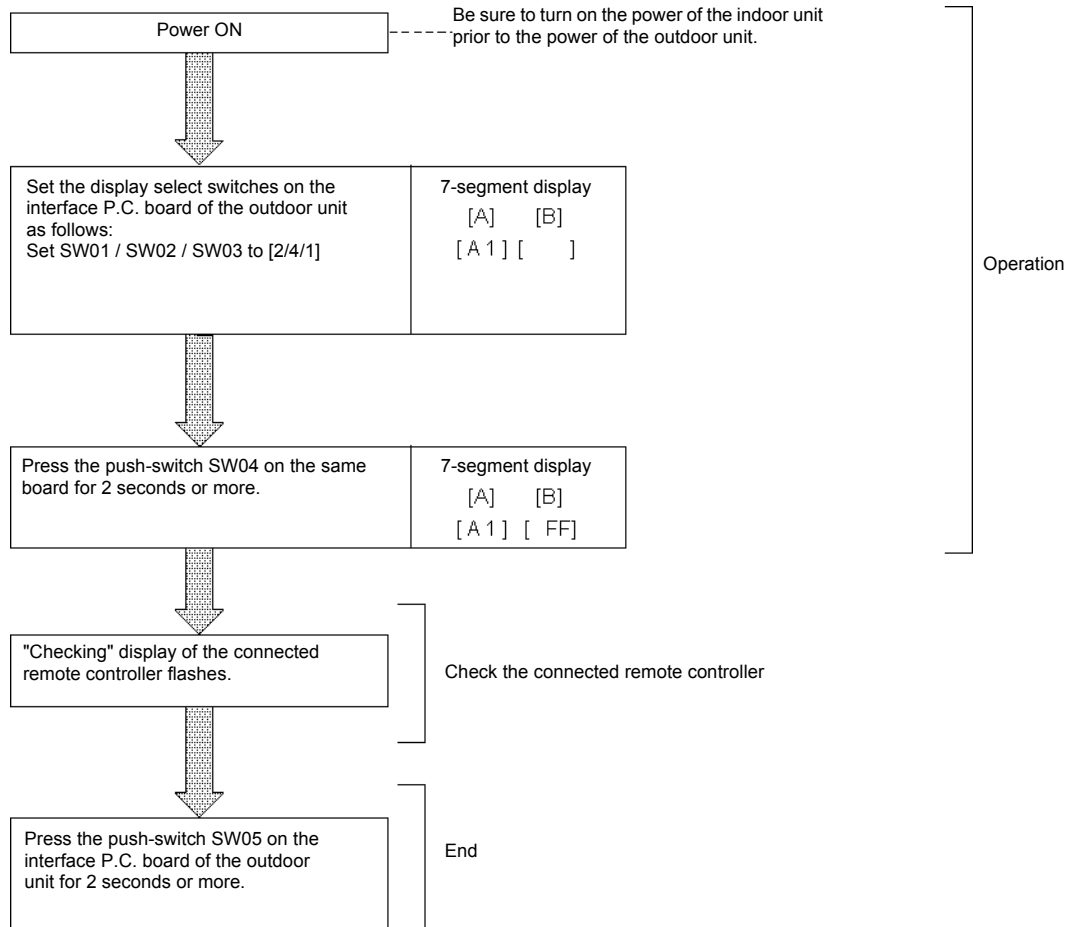 Power ON
Be sure to turn on the power of the indoor unit
prior to the power of the outdoor unit.
Set the display select switches on the
interface P.C. board of the outdoor unit
as follows:
Set SW01 / SW02 / SW03 to [2/4/1]
7-segment display
[A] [B]
[A1] [ ]
Operation
Press the push-switch SW04 on the same
board for 2 seconds or more.
7-segment display
[A] [B]
[A1] [ FF]
"Checking" display of the connected
remote controller flashes.
Check the connected remote controller
Press the push-switch SW05 on the
interface P.C. board of the outdoor
unit for 2 seconds or more.
End